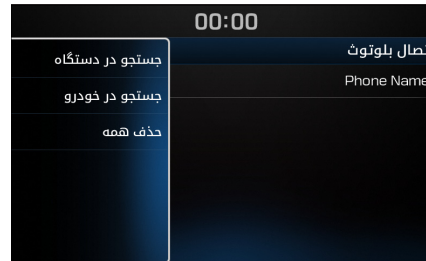 00:00
تصال بلوتوث
Phone Name
جستجو در دستگاه
جستجو در خودرو
حذف همه